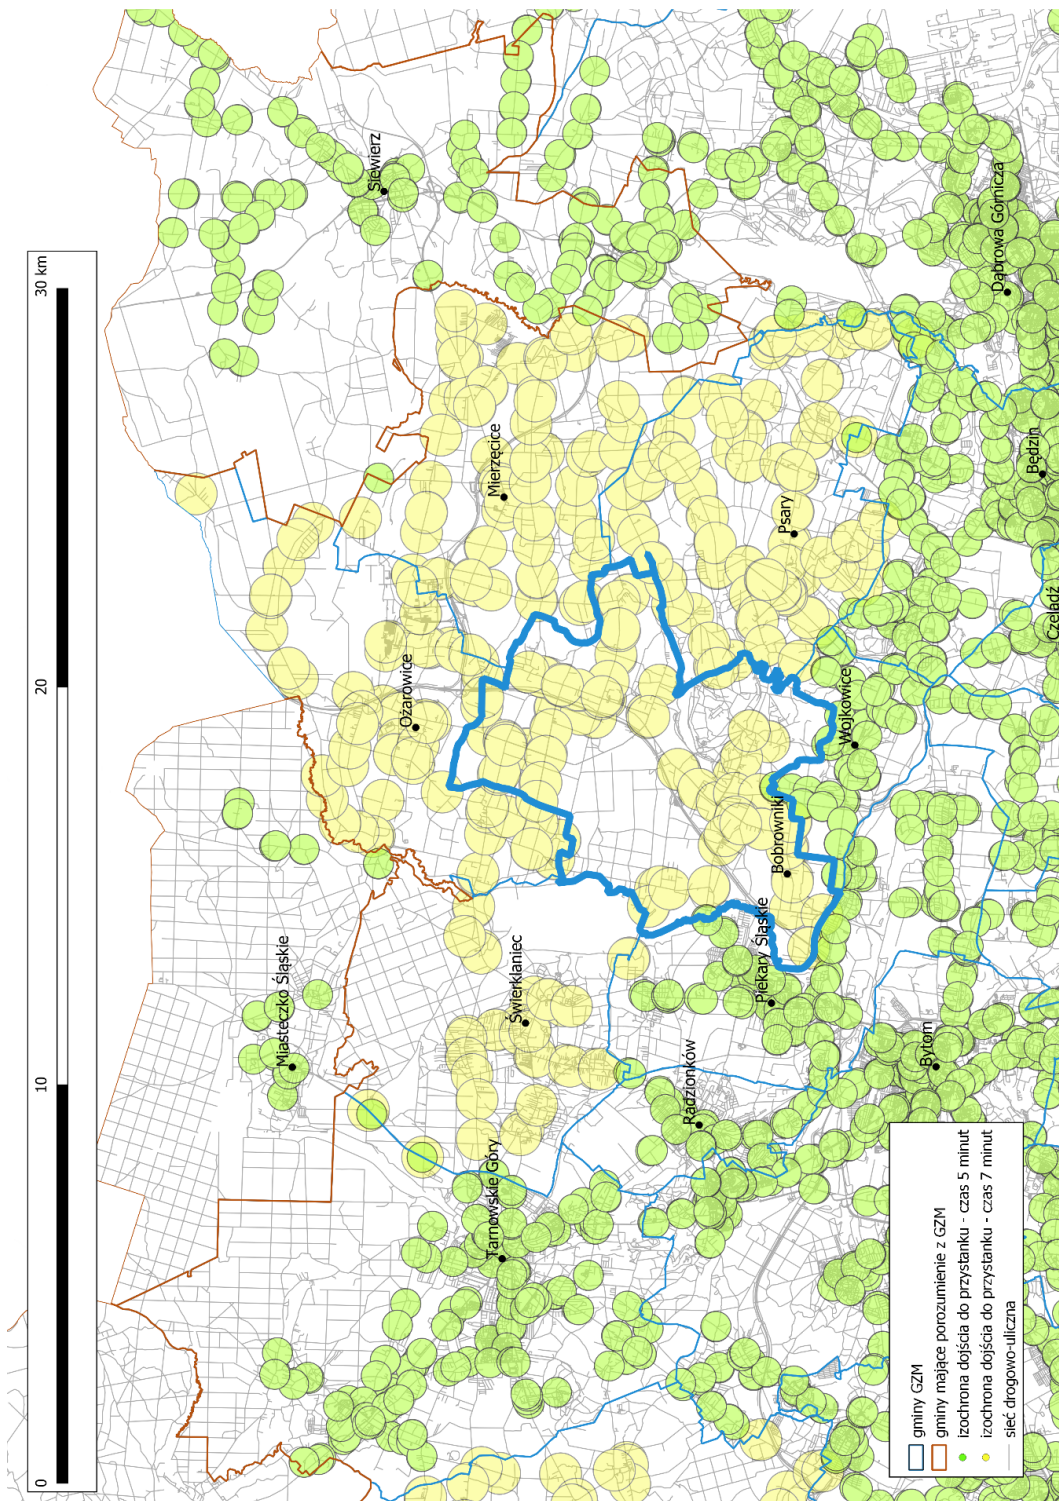 0
10
20
30 km
Miasteczko Śląskie
Siewierz
Ożarowice
Tarnowskie Góry
Świerklaniec
Mierzęcice
Radzionków
Piekary Śląskie
Bobrowniki
Psary
Wojkowice
Bytom
Dąbrowa Górnicza
Będzin
Czeladź
gminy GZM
gminy mające porozumienie z GZM
izochrona dojścia do przystanku - czas 5 minut
izochrona dojścia do przystanku - czas 7 minut
sieć drogowo-uliczna